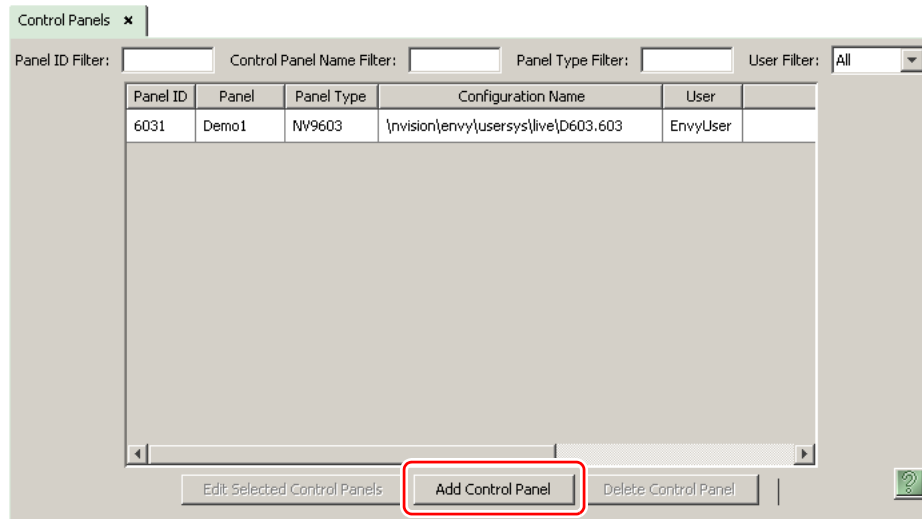 Control Panels ×
Panel ID Filter: Control Panel Name Filter: Panel Type Filter: User Filter: All
Panel ID Panel Panel Type Configuration Name User
6031 Demo1 NV9603 \nvision\envy\usersys\live\D603.603 EnvyUser
Edit Selected Control Panels Add Control Panel Delete Control Panel ?